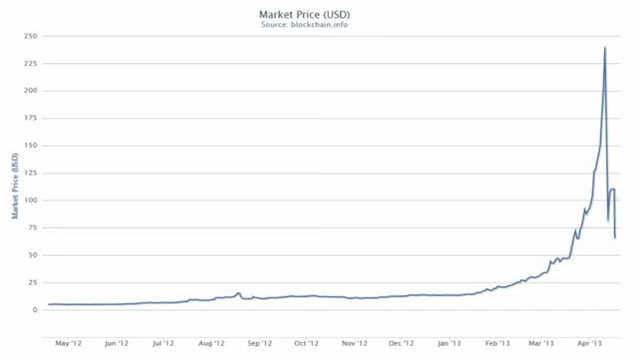 Market Price (USD)
Source: blockchain.info
Market Price (USD)
250
225
200
175
150
125
100
75
50
25
0
May '12 Jun '12 Jul '12 Aug '12 Sep '12 Oct '12 Nov '12 Dec '12 Jan '13 Feb '13 Mar '13 Apr '13